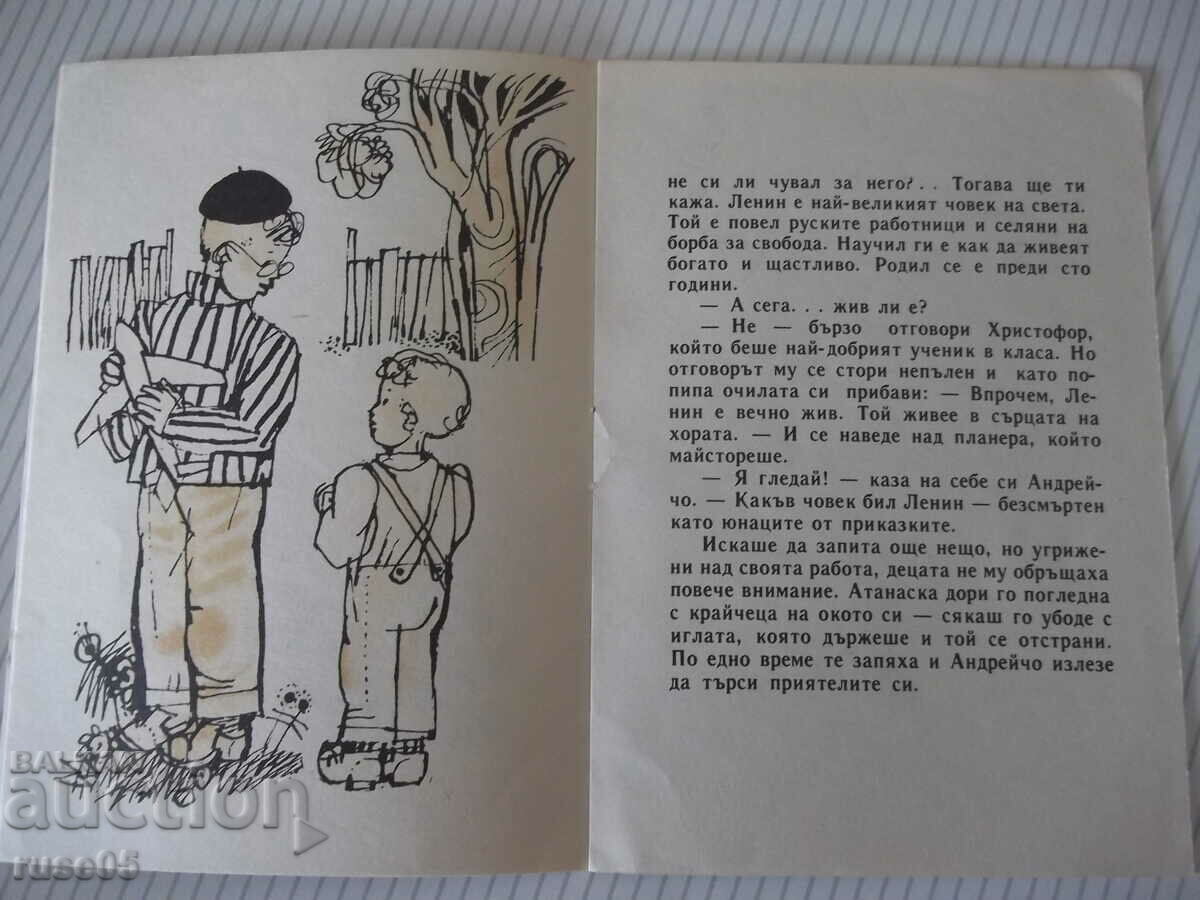 не си ли чувал за него?.. Тогава ще ти
кажа. Ленин е най-великият човек на света.
Той е повел руските работници и селяни на
борба за свобода. Научил ги е как да живеят
богато и щастливо. Родил се е преди сто
години.
— А сега... жив ли е?
— Не — бързо отговори Христофор,
който беше най-добрият ученик в класа. Но
отговорът му се стори непълен и като по-
пипа очилата си прибави: — Впрочем, Ле-
нин е вечно жив. Той живее в сърцата на
хората. — И се наведе над планера, който
майстореше.
— Я гледай! — каза на себе си Андрей-
чо. — Какъв човек бил Ленин — безсмъртен
като юнаците от приказките.
Искаше да запита още нещо, но угриже-
ни над своята работа, децата не му обръщаха
повече внимание. Атанаска дори го погледна
с крайчеца на окото си — сякаш го убоде с
иглата, която държеше и той се отстрани.
По едно време те запяха и Андрейчо излезе
да търси приятелите си.
auction
ruse05